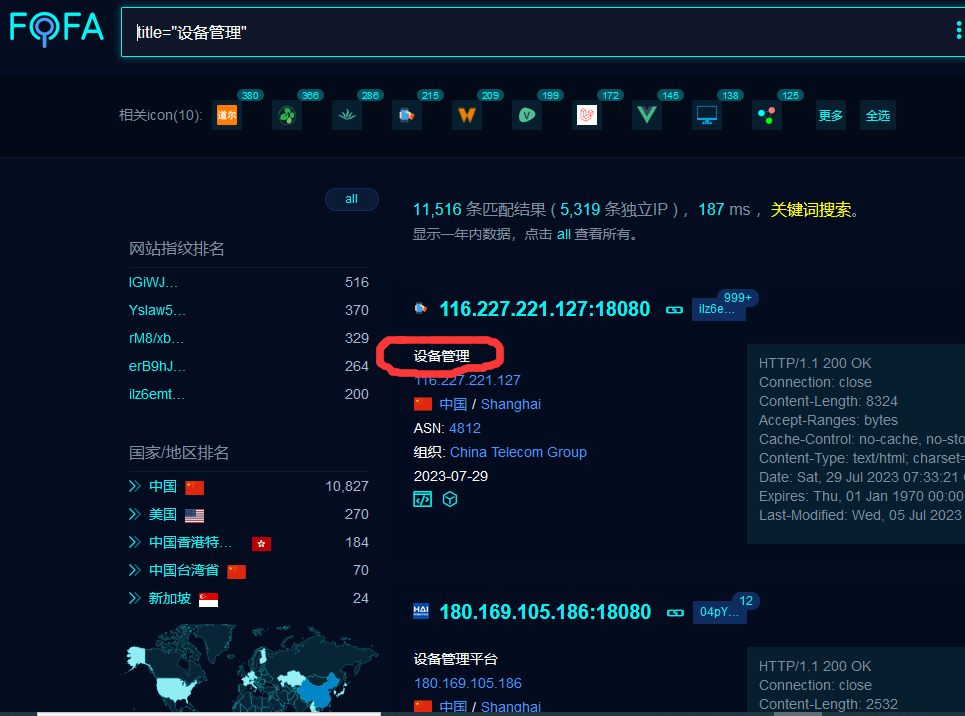 FOFA
title="设备管理"
相关icon(10):
380
366
286
215
209
199
172
145
138
125
道尔
更多
全选
all
11,516 条匹配结果 ( 5,319 条独立IP ) , 187 ms , 关键词搜索。
显示一年内数据，点击 all 查看所有。
网站指纹排名
lGiWJ... 516
Yslaw5... 370
rM8/xb... 329
erB9hJ... 264
ilz6emt... 200
国家/地区排名
中国 10,827
美国 270
中国香港特... 184
中国台湾省 70
新加坡 24
116.227.221.127:18080
ilz6e...
999+
设备管理
116.227.221.127
中国 / Shanghai
ASN: 4812
组织: China Telecom Group
2023-07-29
HTTP/1.1 200 OK
Connection: close
Content-Length: 8324
Accept-Ranges: bytes
Cache-Control: no-cache, no-sto
Content-Type: text/html; charset=
Date: Sat, 29 Jul 2023 07:33:21
Expires: Thu, 01 Jan 1970 00:00
Last-Modified: Wed, 05 Jul 2023
HAI
180.169.105.186:18080
04pY...
12
设备管理平台
180.169.105.186
中国 / Shanghai
HTTP/1.1 200 OK
Connection: close
Content-Length: 2532